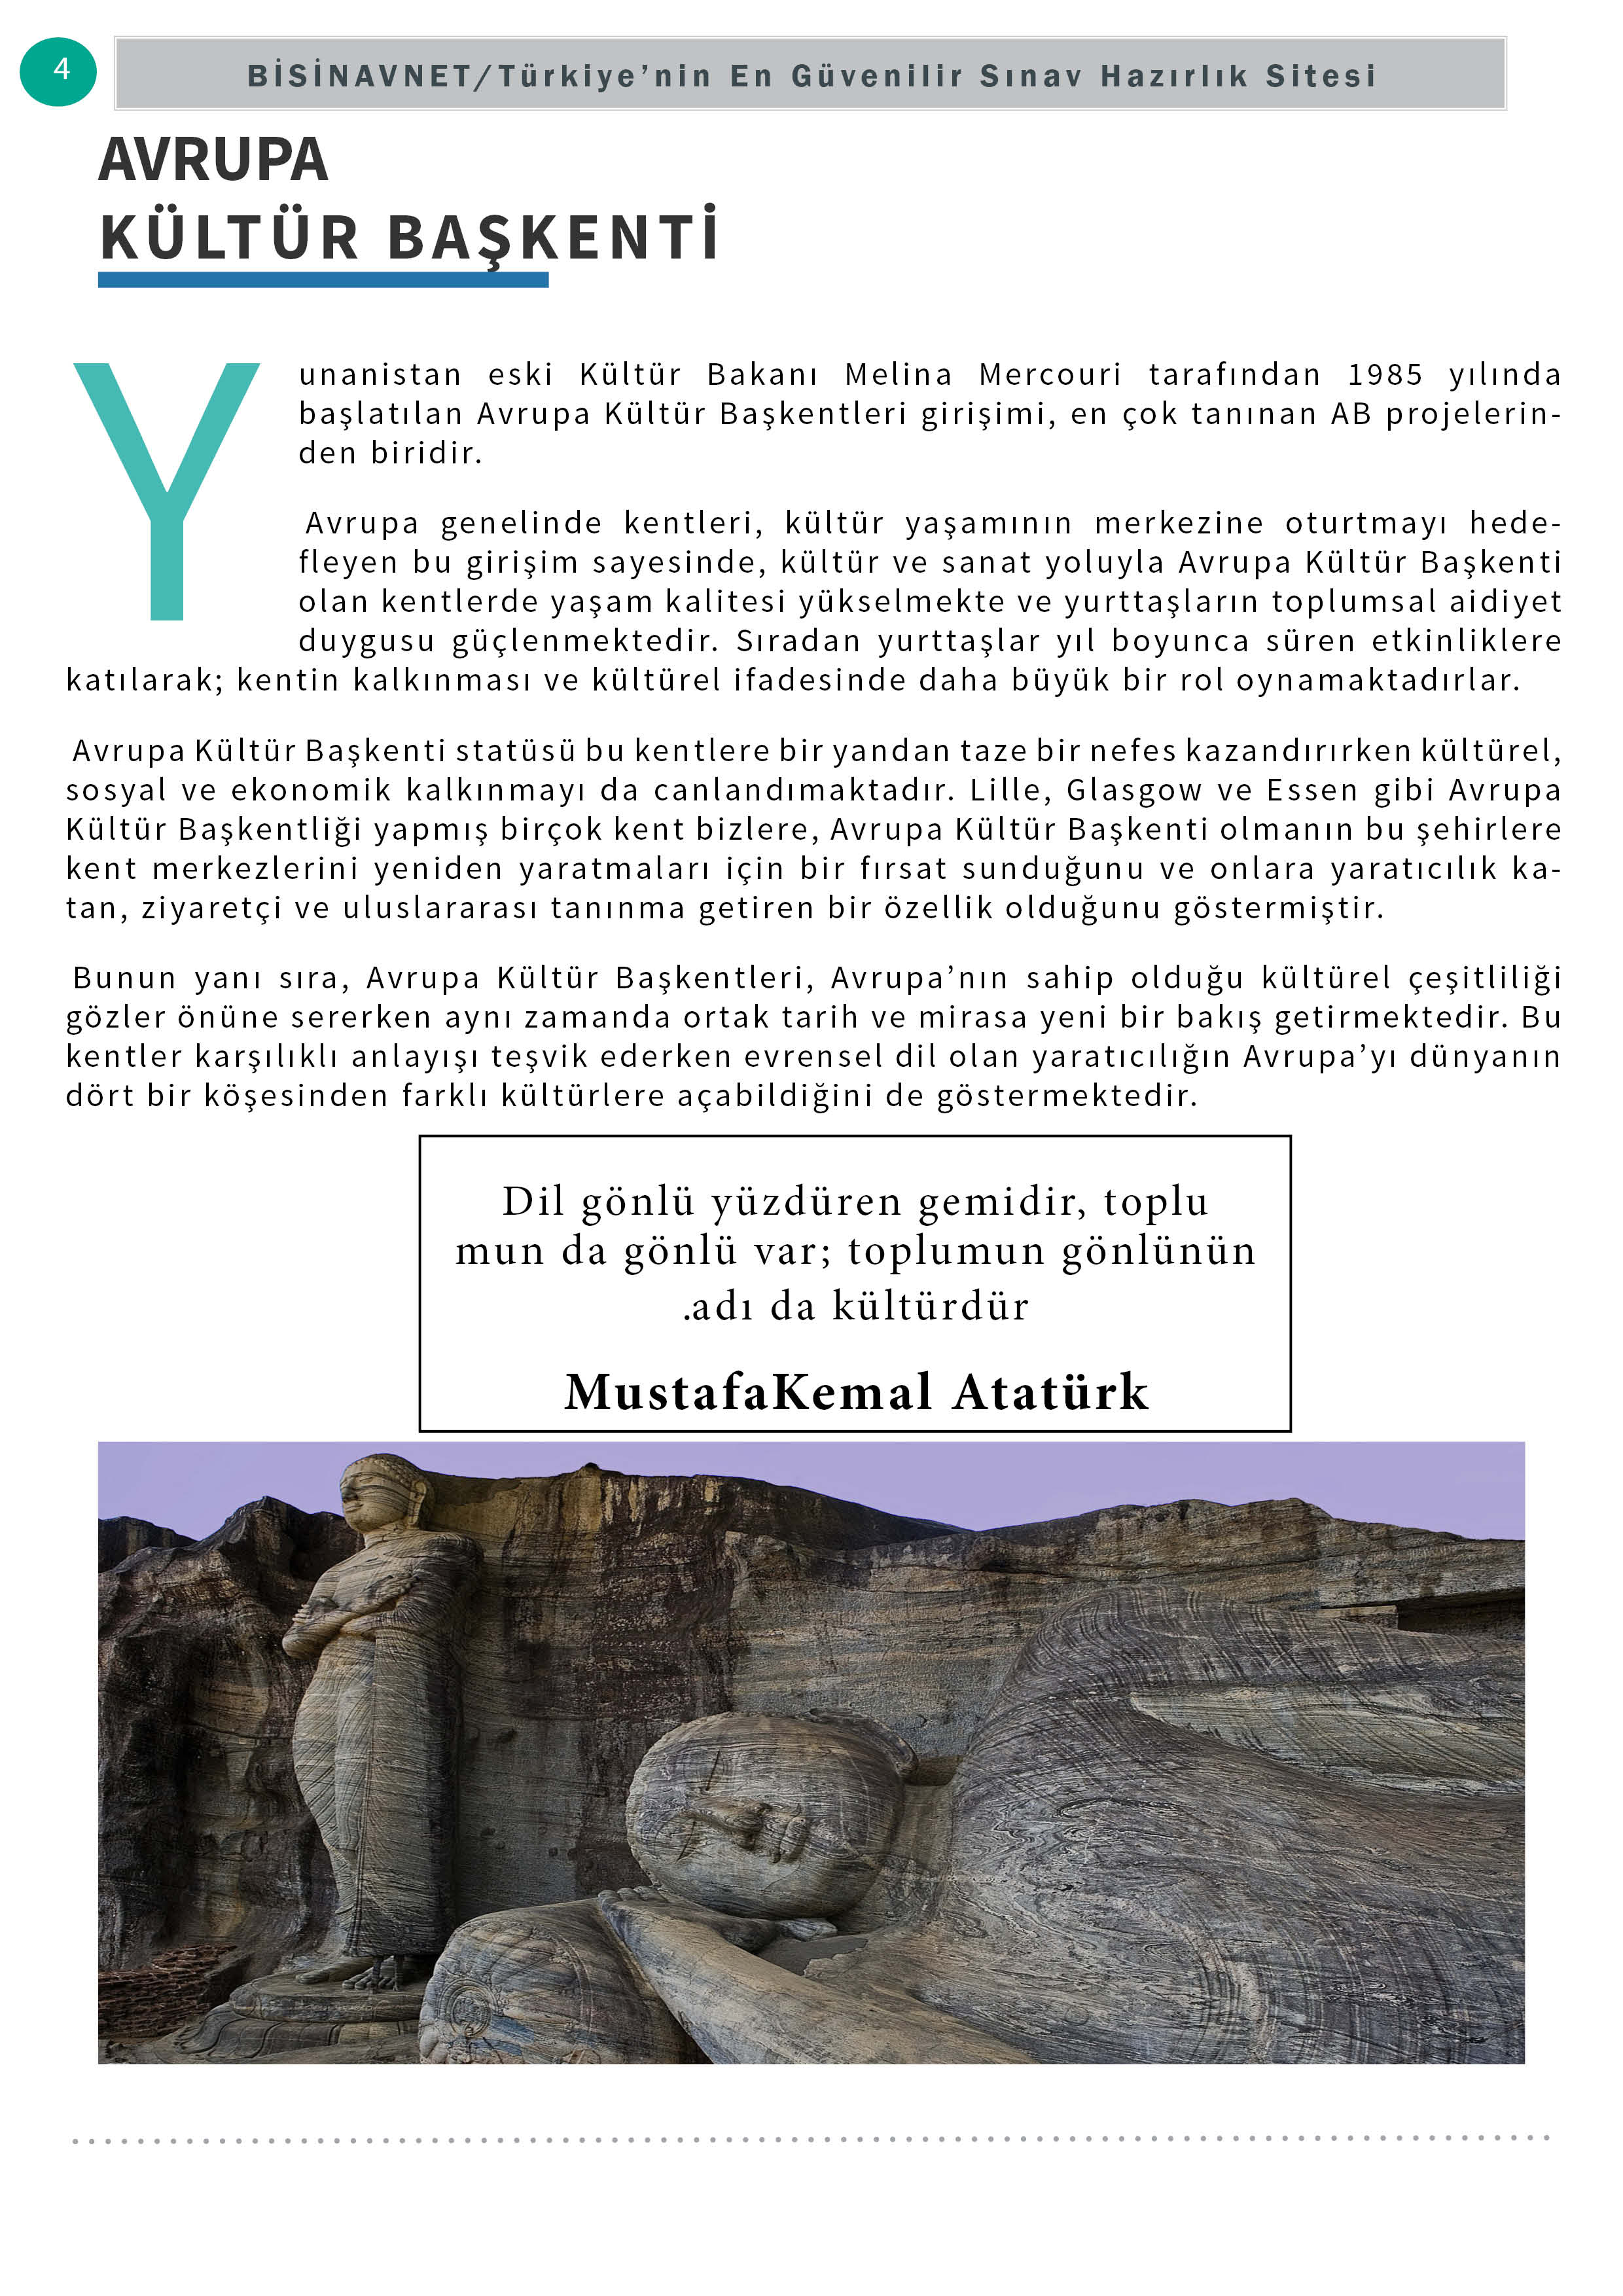 4
BİSİNAVNET/Türkiye’nin En Güvenilir Sınav Hazırlık Sitesi
AVRUPA
KÜLTÜR BAŞKENTİ
Yunanistan eski Kültür Bakanı Melina Mercouri tarafından 1985 yılında
başlatılan Avrupa Kültür Başkentleri girişimi, en çok tanınan AB projelerin-
den biridir.
Avrupa genelinde kentleri, kültür yaşamının merkezine oturtmayı hede-
fleyen bu girişim sayesinde, kültür ve sanat yoluyla Avrupa Kültür Başkenti
olan kentlerde yaşam kalitesi yükselmekte ve yurttaşların toplumsal aidiyet
duygusu güçlenmektedir. Sıradan yurttaşlar yıl boyunca süren etkinliklere
katılarak; kentin kalkınması ve kültürel ifadesinde daha büyük bir rol oynamaktadırlar.
Avrupa Kültür Başkenti statüsü bu kentlere bir yandan taze bir nefes kazandırırken kültürel,
sosyal ve ekonomik kalkınmayı da canlandımaktadır. Lille, Glasgow ve Essen gibi Avrupa
Kültür Başkentliği yapmış birçok kent bizlere, Avrupa Kültür Başkenti olmanın bu şehirlere
kent merkezlerini yeniden yaratmaları için bir fırsat sunduğunu ve onlara yaratıcılık ka-
tan, ziyaretçi ve uluslararası tanınma getiren bir özellik olduğunu göstermiştir.
Bunun yanı sıra, Avrupa Kültür Başkentleri, Avrupa’nın sahip olduğu kültürel çeşitliliği
gözler önüne sererken aynı zamanda ortak tarih ve mirasa yeni bir bakış getirmektedir. Bu
kentler karşılıklı anlayışı teşvik ederken evrensel dil olan yaratıcılığın Avrupa’yı dünyanın
dört bir köşesinden farklı kültürlere açabildiğini de göstermektedir.
Dil gönlü yüzdüren gemidir, toplu
mun da gönlü var; toplumun gönlünün
.adı da kültürdür
MustafaKemal Atatürk